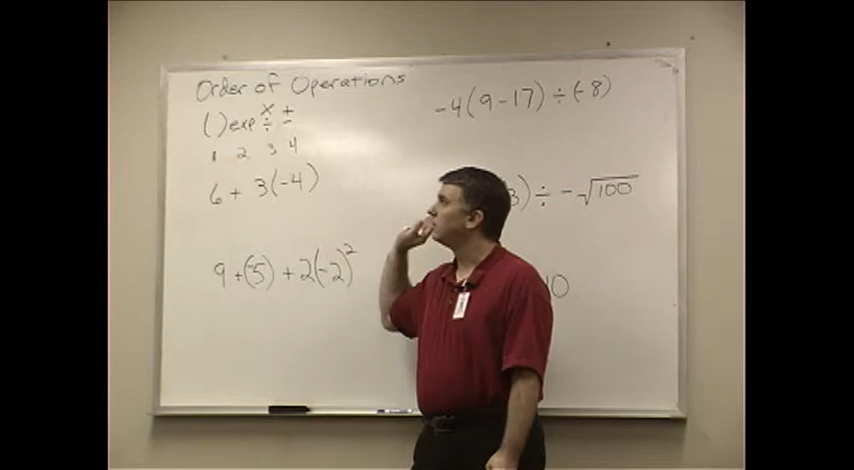 Order of Operations
( ) exp × ÷ + −
1 2 3 4
6 + 3(-4)
9 + (-5) + 2(-2)²
-4(9-17) ÷ (-8)
3) ÷ -√100
10